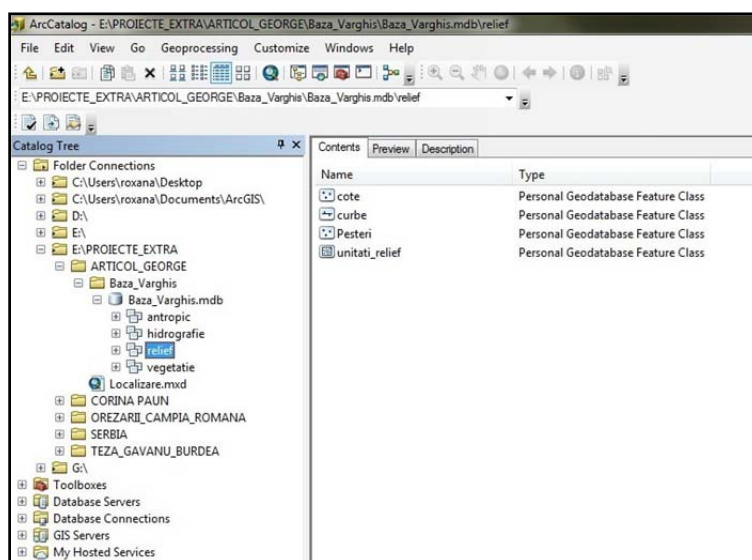 ArcCatalog - E:\PROIECTE_EXTRA\ARTICOL_GEORGE\Baza_Varghis\Baza_Varghis.mdb\relief
File Edit View Go Geoprocessing Customize Windows Help
E:\PROIECTE_EXTRA\ARTICOL_GEORGE\Baza_Varghis\Baza_Varghis.mdb\relief
Catalog Tree
Folder Connections
C:\Users\roxana\Desktop
C:\Users\roxana\Documents\ArcGIS\
D:\
E:\
E:\PROIECTE_EXTRA
ARTICOL_GEORGE
Baza_Varghis
Baza_Varghis.mdb
antropic
hidrografie
relief
vegetatie
Localizare.mxd
CORINA PAUN
OREZARII_CAMPIA_ROMANA
SERBIA
TEZA_GAVANU_BURDEA
G:\
Toolboxes
Database Servers
Database Connections
GIS Servers
My Hosted Services
Contents Preview Description
Name Type
cote Personal Geodatabase Feature Class
curbe Personal Geodatabase Feature Class
Pesteri Personal Geodatabase Feature Class
unitati_relief Personal Geodatabase Feature Class